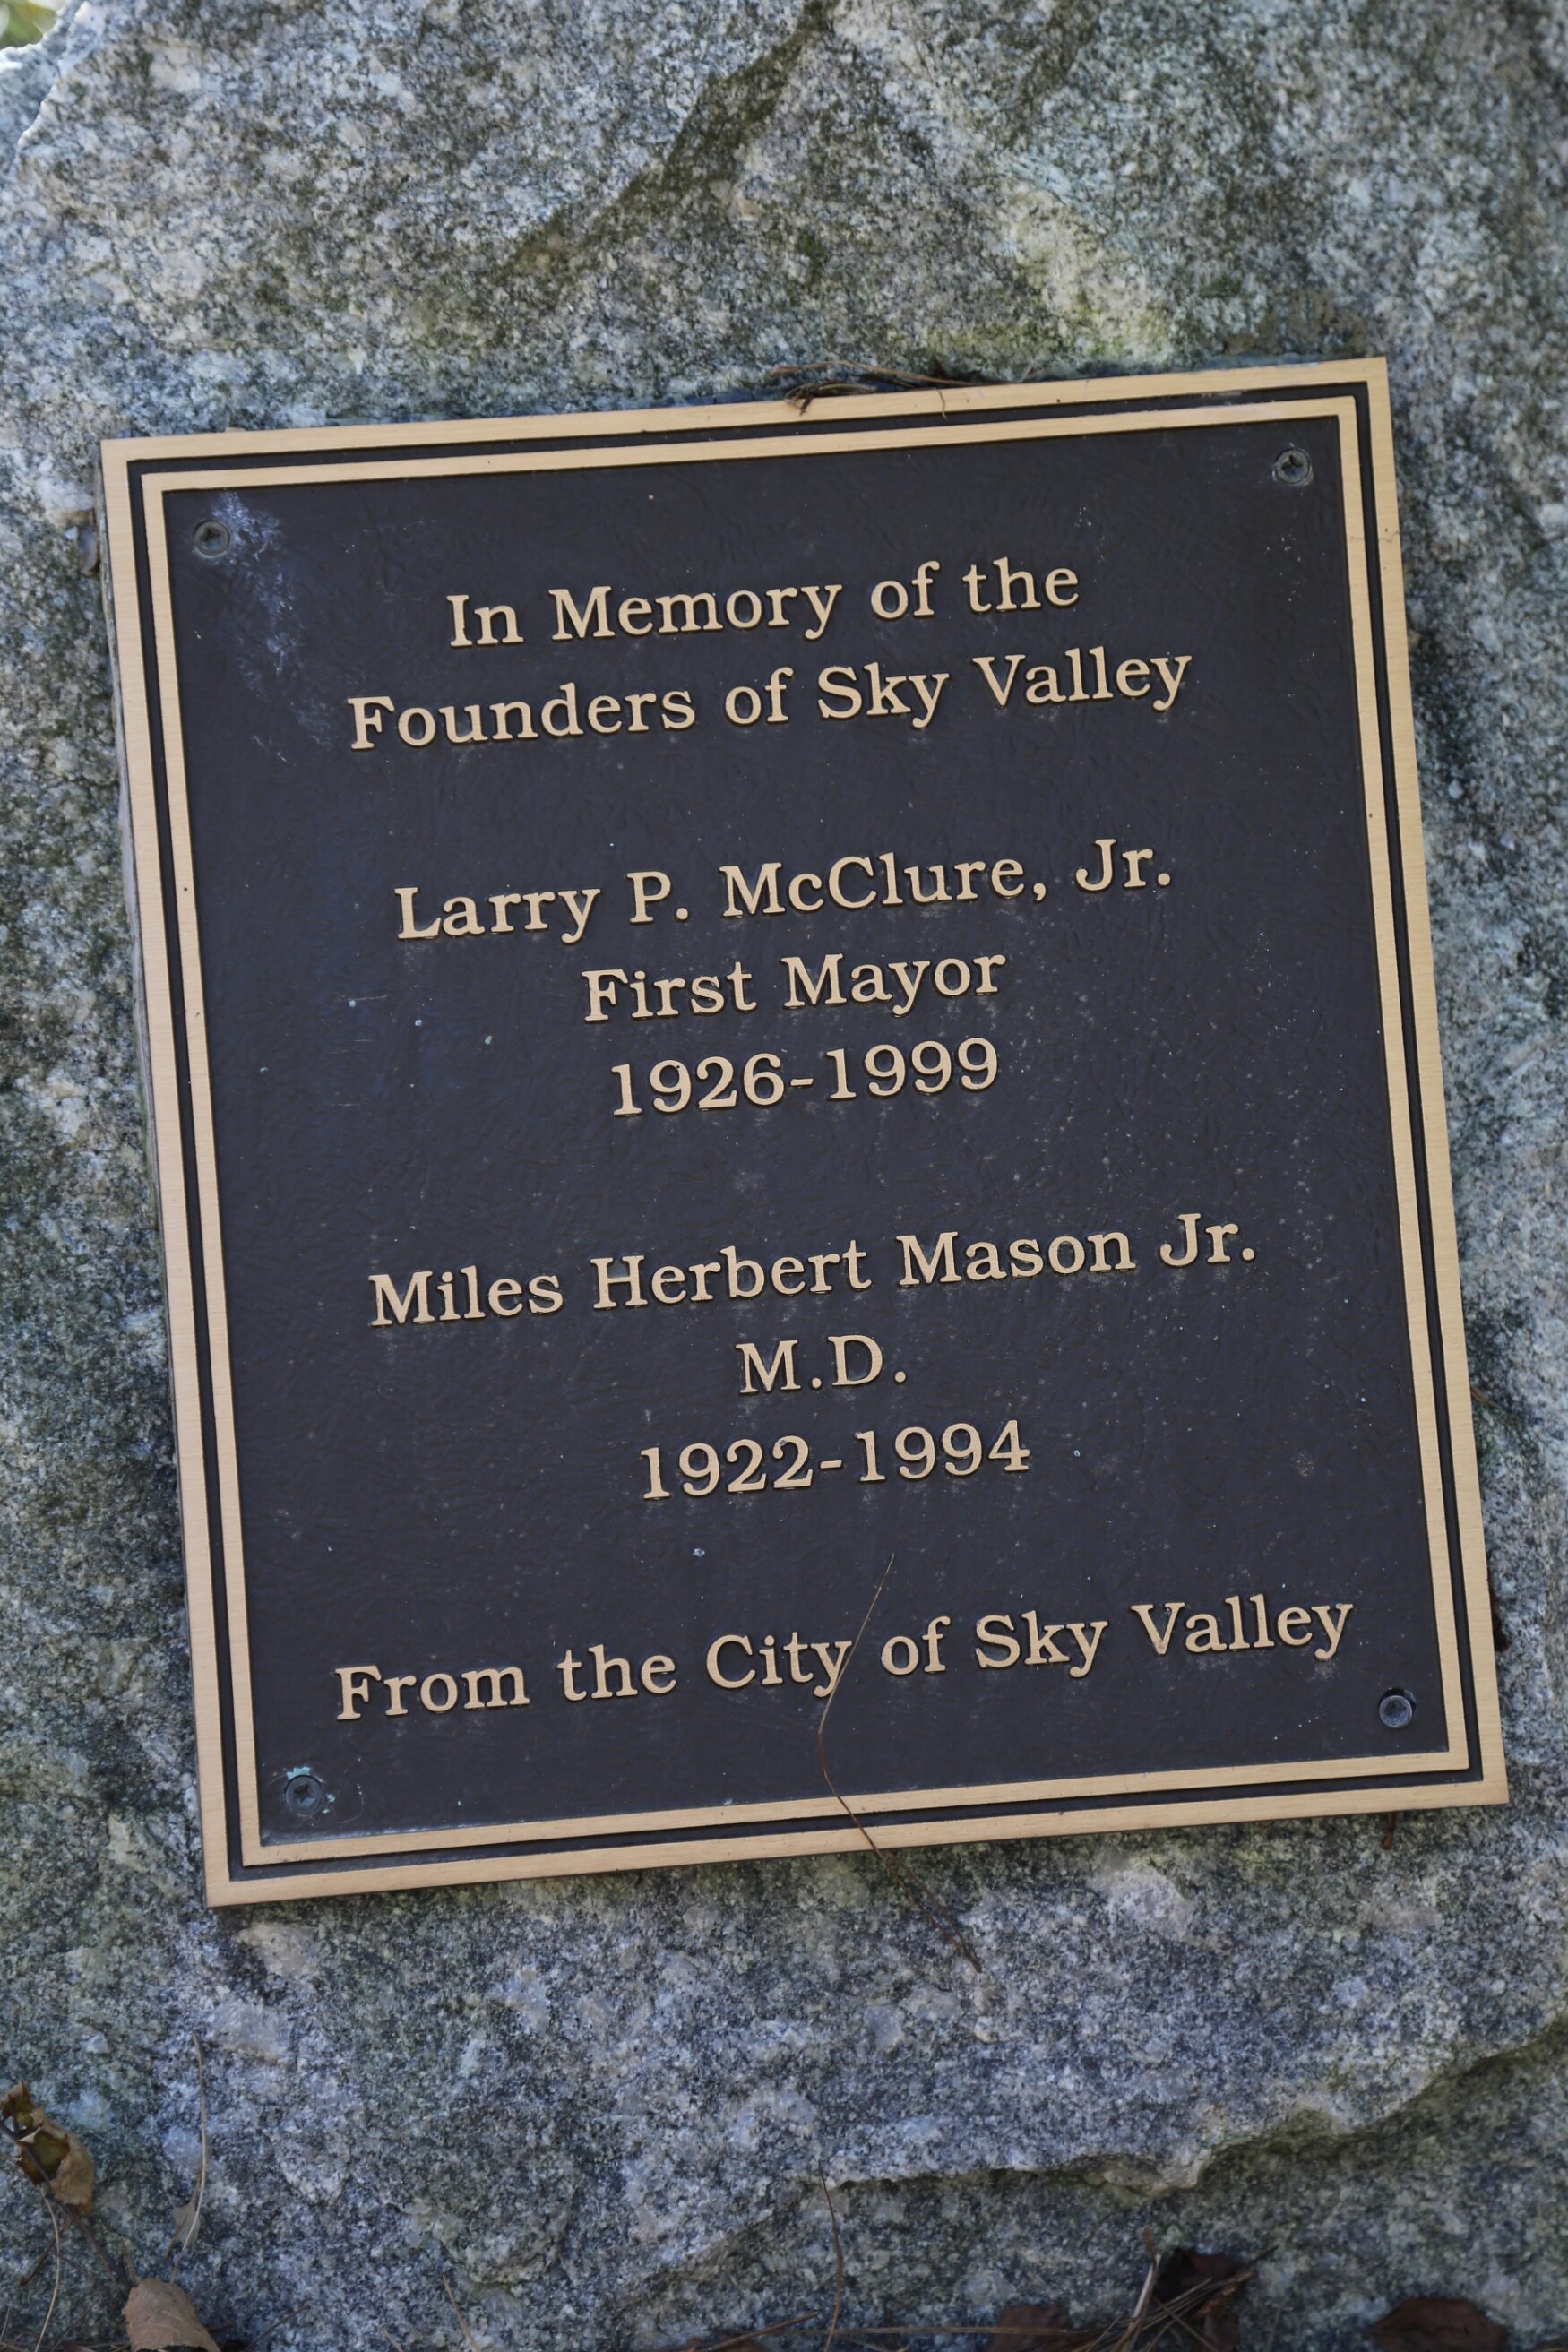 In Memory of the
Founders of Sky Valley
Larry P. McClure, Jr.
First Mayor
1926-1999
Miles Herbert Mason Jr.
M.D.
1922-1994
From the City of Sky Valley